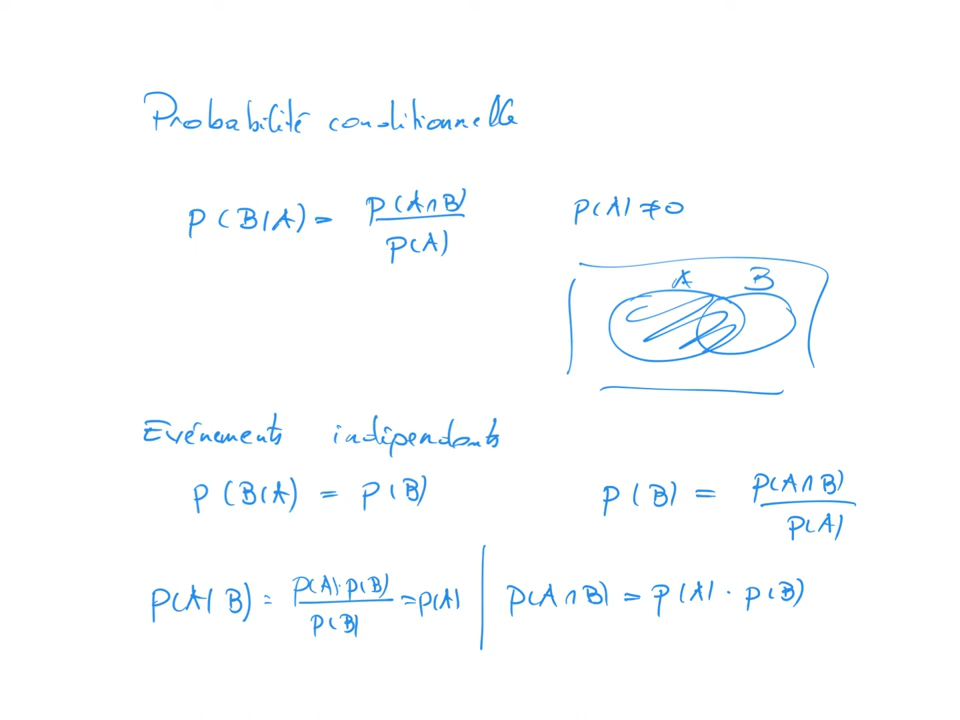 Probabilité conditionnelle
P(B|A) = P(A∩B) / P(A)
P(A) ≠ 0
A B
Evénements indépendants
P(B|A) = P(B)
P(B) = P(A∩B) / P(A)
P(A|B) = P(A)·P(B) / P(B) = P(A)
P(A∩B) = P(A) · P(B)